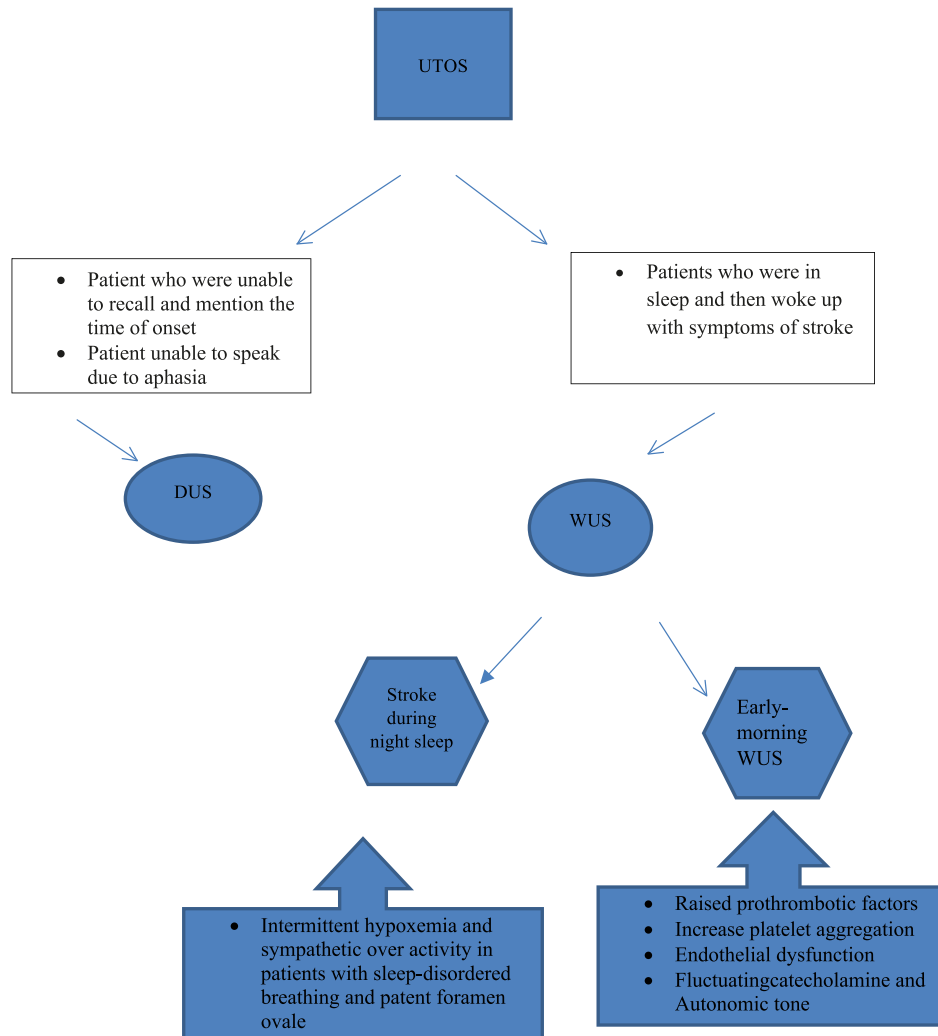 UTOS
• Patient who were unable
to recall and mention the
time of onset
• Patient unable to speak
due to aphasia
• Patients who were in
sleep and then woke up
with symptoms of stroke
DUS
WUS
Stroke
during
night sleep
Early-
morning
WUS
• Intermittent hypoxemia and
sympathetic over activity in
patients with sleep-disordered
breathing and patent foramen
ovale
• Raised prothrombotic factors
• Increase platelet aggregation
• Endothelial dysfunction
• Fluctuatingcatecholamine and
Autonomic tone